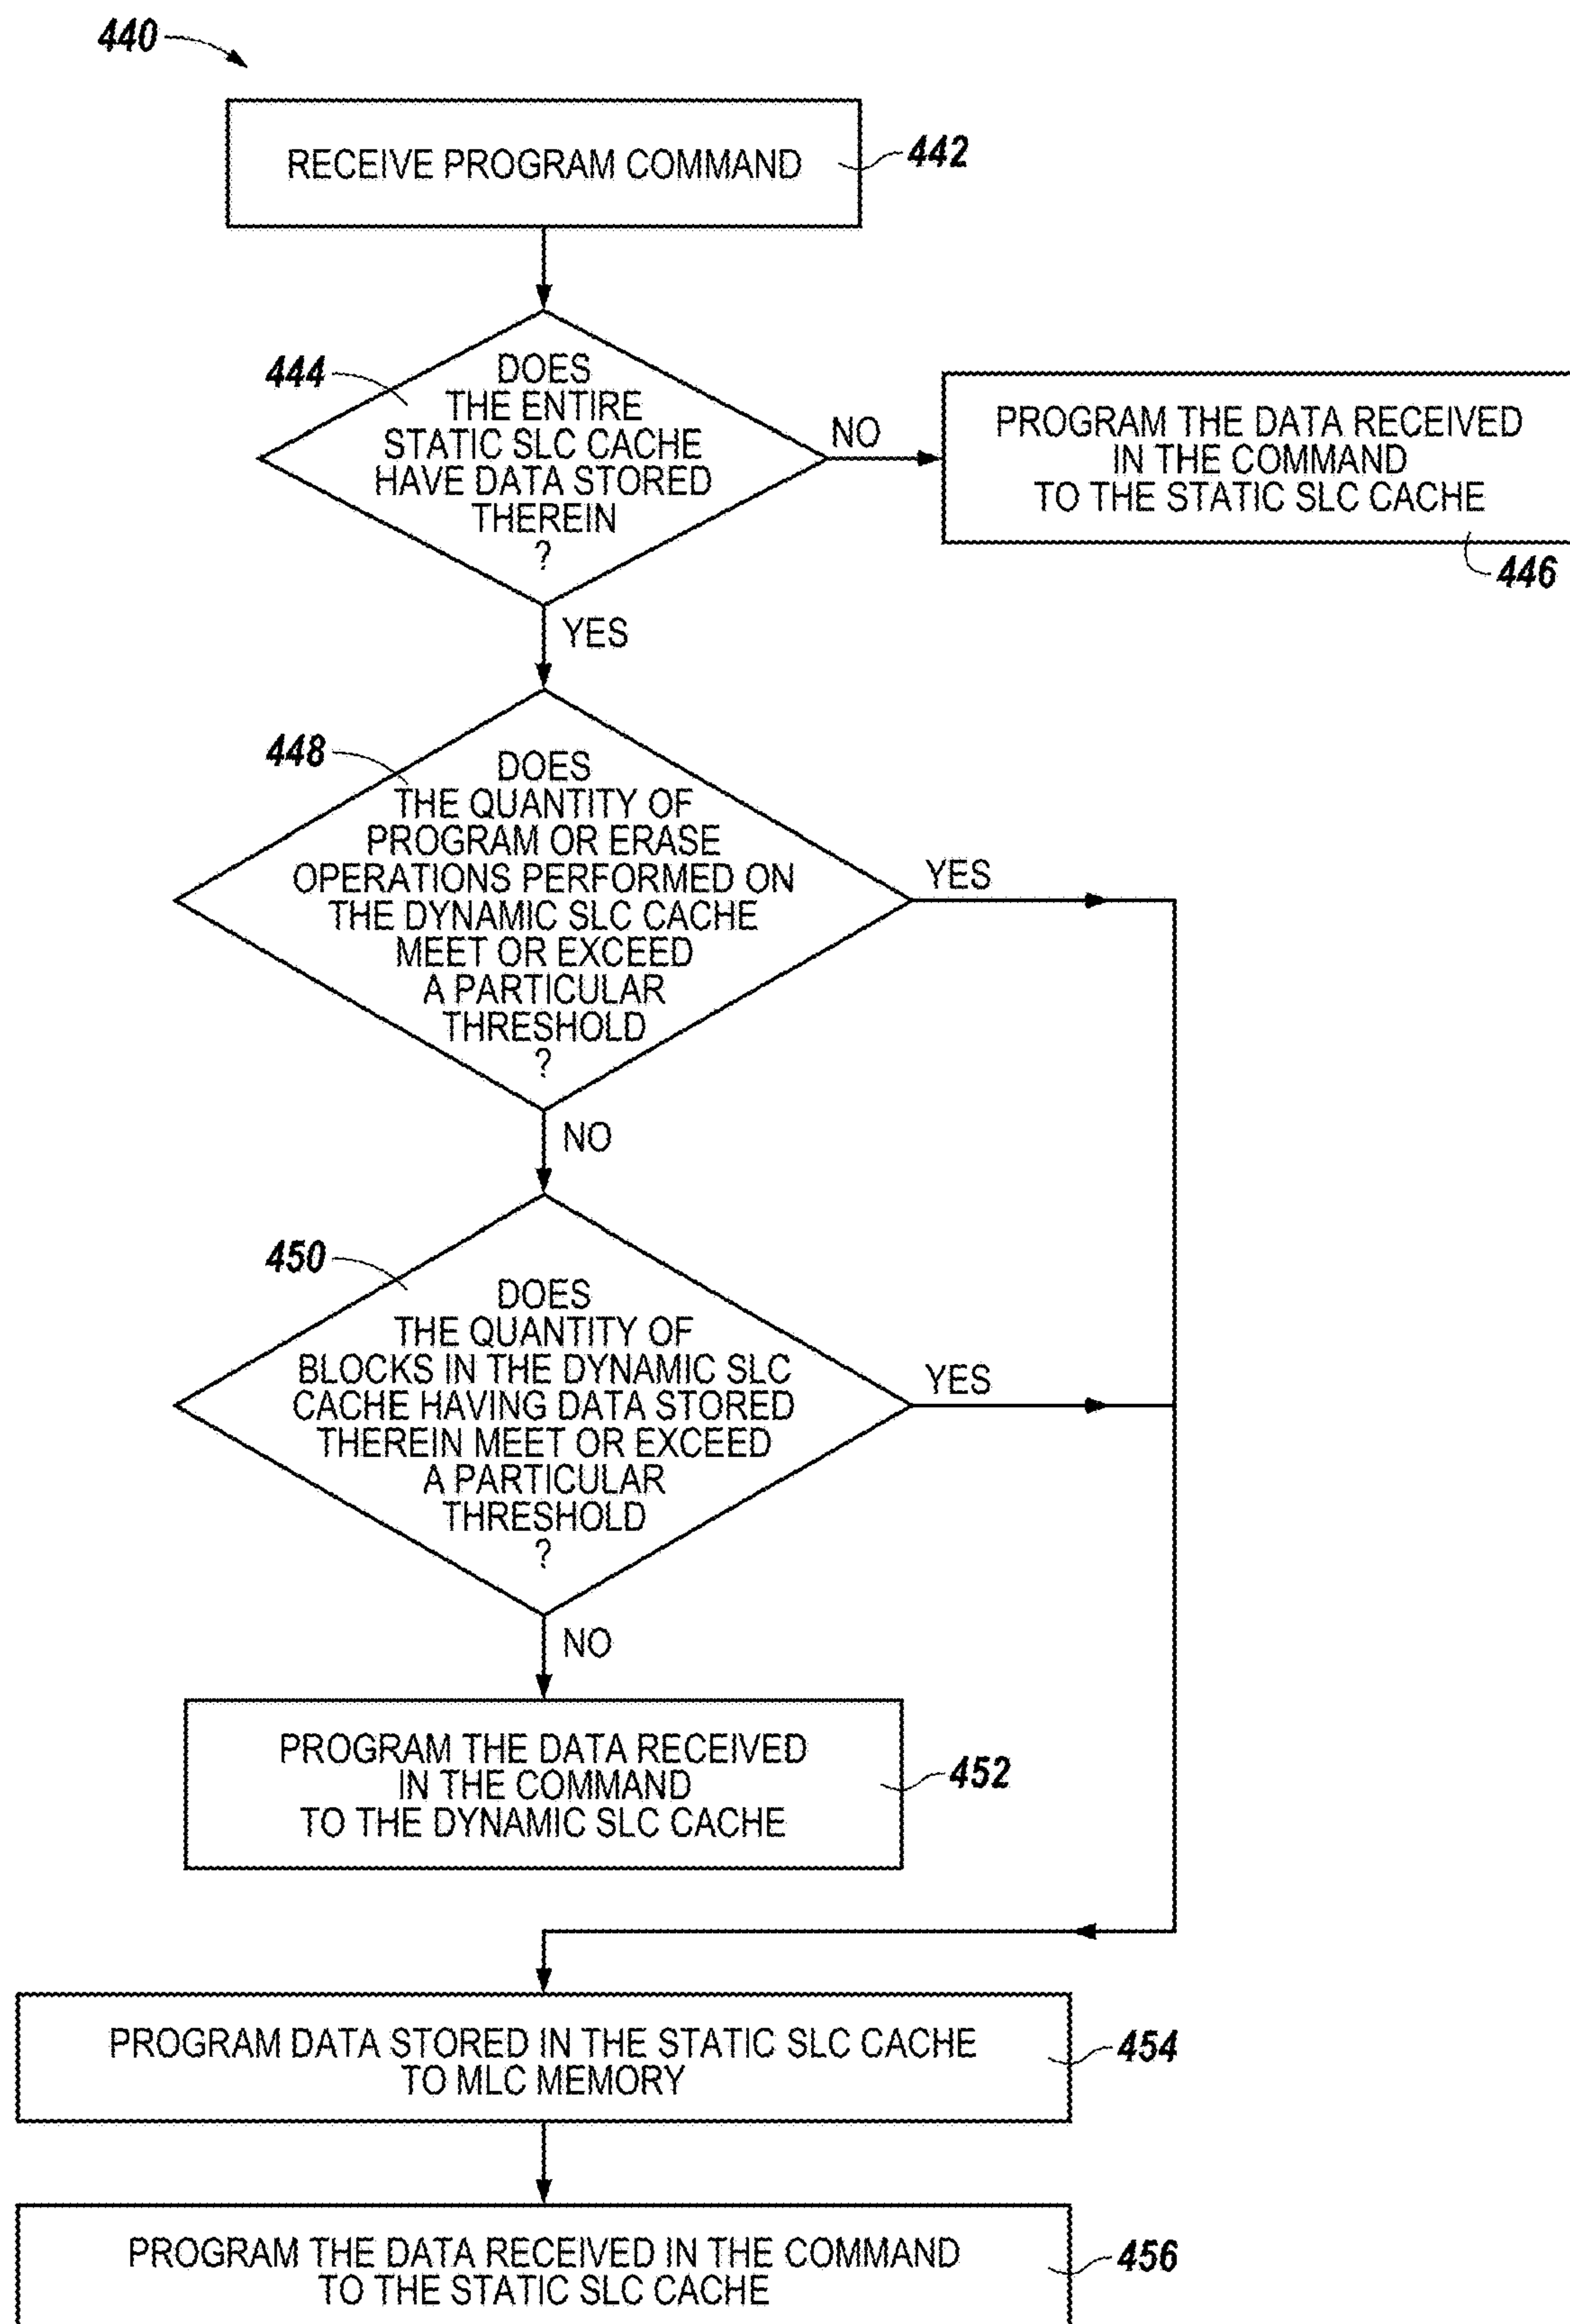 440
RECEIVE PROGRAM COMMAND
442
444
DOES
THE ENTIRE
STATIC SLC CACHE
HAVE DATA STORED
THEREIN
?
NO
PROGRAM THE DATA RECEIVED
IN THE COMMAND
TO THE STATIC SLC CACHE
446
YES
448
DOES
THE QUANTITY OF
PROGRAM OR ERASE
OPERATIONS PERFORMED ON
THE DYNAMIC SLC CACHE
MEET OR EXCEED
A PARTICULAR
THRESHOLD
?
YES
NO
450
DOES
THE QUANTITY OF
BLOCKS IN THE DYNAMIC SLC
CACHE HAVING DATA STORED
THEREIN MEET OR EXCEED
A PARTICULAR
THRESHOLD
?
YES
NO
PROGRAM THE DATA RECEIVED
IN THE COMMAND
TO THE DYNAMIC SLC CACHE
452
PROGRAM DATA STORED IN THE STATIC SLC CACHE
TO MLC MEMORY
454
PROGRAM THE DATA RECEIVED IN THE COMMAND
TO THE STATIC SLC CACHE
456